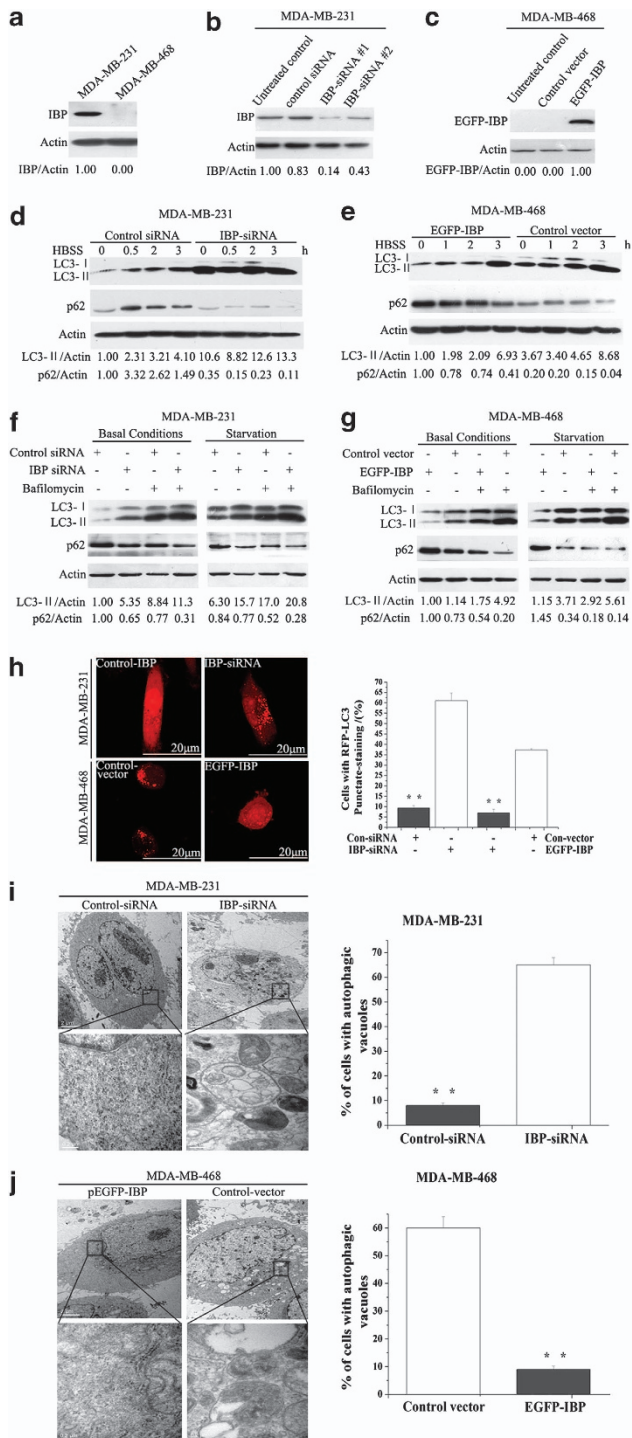 a
MDA-MB-231
MDA-MB-468
IBP
Actin
IBP/Actin 1.00 0.00
b
MDA-MB-231
Untreated control
control siRNA
IBP-siRNA #1
IBP-siRNA #2
IBP
Actin
IBP/Actin 1.00 0.83 0.14 0.43
c
MDA-MB-468
Untreated control
Control vector
EGFP-IBP
EGFP-IBP
Actin
EGFP-IBP/Actin 0.00 0.00 1.00
d
MDA-MB-231
Control siRNA IBP-siRNA
HBSS 0 0.5 2 3 0 0.5 2 3 h
LC3-Ⅰ
LC3-Ⅱ
p62
Actin
LC3-Ⅱ/Actin 1.00 2.31 3.21 4.10 10.6 8.82 12.6 13.3
p62/Actin 1.00 3.32 2.62 1.49 0.35 0.15 0.23 0.11
e
MDA-MB-468
EGFP-IBP Control vector
HBSS 0 1 2 3 0 1 2 3 h
LC3-Ⅰ
LC3-Ⅱ
p62
Actin
LC3-Ⅱ/Actin 1.00 1.98 2.09 6.93 3.67 3.40 4.65 8.68
p62/Actin 1.00 0.78 0.74 0.41 0.20 0.20 0.15 0.04
f
MDA-MB-231
Basal Conditions Starvation
Control siRNA + - + - + - + -
IBP siRNA - + - + - + - +
Bafilomycin - - + + - - + +
LC3-Ⅰ
LC3-Ⅱ
p62
Actin
LC3-Ⅱ/Actin 1.00 5.35 8.84 11.3 6.30 15.7 17.0 20.8
p62/Actin 1.00 0.65 0.77 0.31 0.84 0.77 0.52 0.28
g
MDA-MB-468
Basal Conditions Starvation
Control vector - + - + - + - +
EGFP-IBP + - + - + - + -
Bafilomycin - - + + - - + +
LC3-Ⅰ
LC3-Ⅱ
p62
Actin
LC3-Ⅱ/Actin 1.00 1.14 1.75 4.92 1.15 3.71 2.92 5.61
p62/Actin 1.00 0.73 0.54 0.20 1.45 0.34 0.18 0.14
h
MDA-MB-231
Control-IBP
20μm
IBP-siRNA
20μm
MDA-MB-468
Control-
vector
20μm
EGFP-IBP
20μm
Cells with RFP-LC3
Punctate-staining /(%)
70
65
60
55
50
45
40
35
30
25
20
15
10
5
0
* *
* *
Con-siRNA + - - + Con-vector
IBP-siRNA - + + - EGFP-IBP
i
MDA-MB-231
Control-siRNA IBP-siRNA
MDA-MB-231
% of cells with autophagic
vacuoles
70
60
50
40
30
20
10
0
* *
Control-siRNA IBP-siRNA
j
MDA-MB-468
pEGFP-IBP Control-vector
MDA-MB-468
% of cells with autophagic
vacuoles
60
50
40
30
20
10
0
* *
Control vector EGFP-IBP